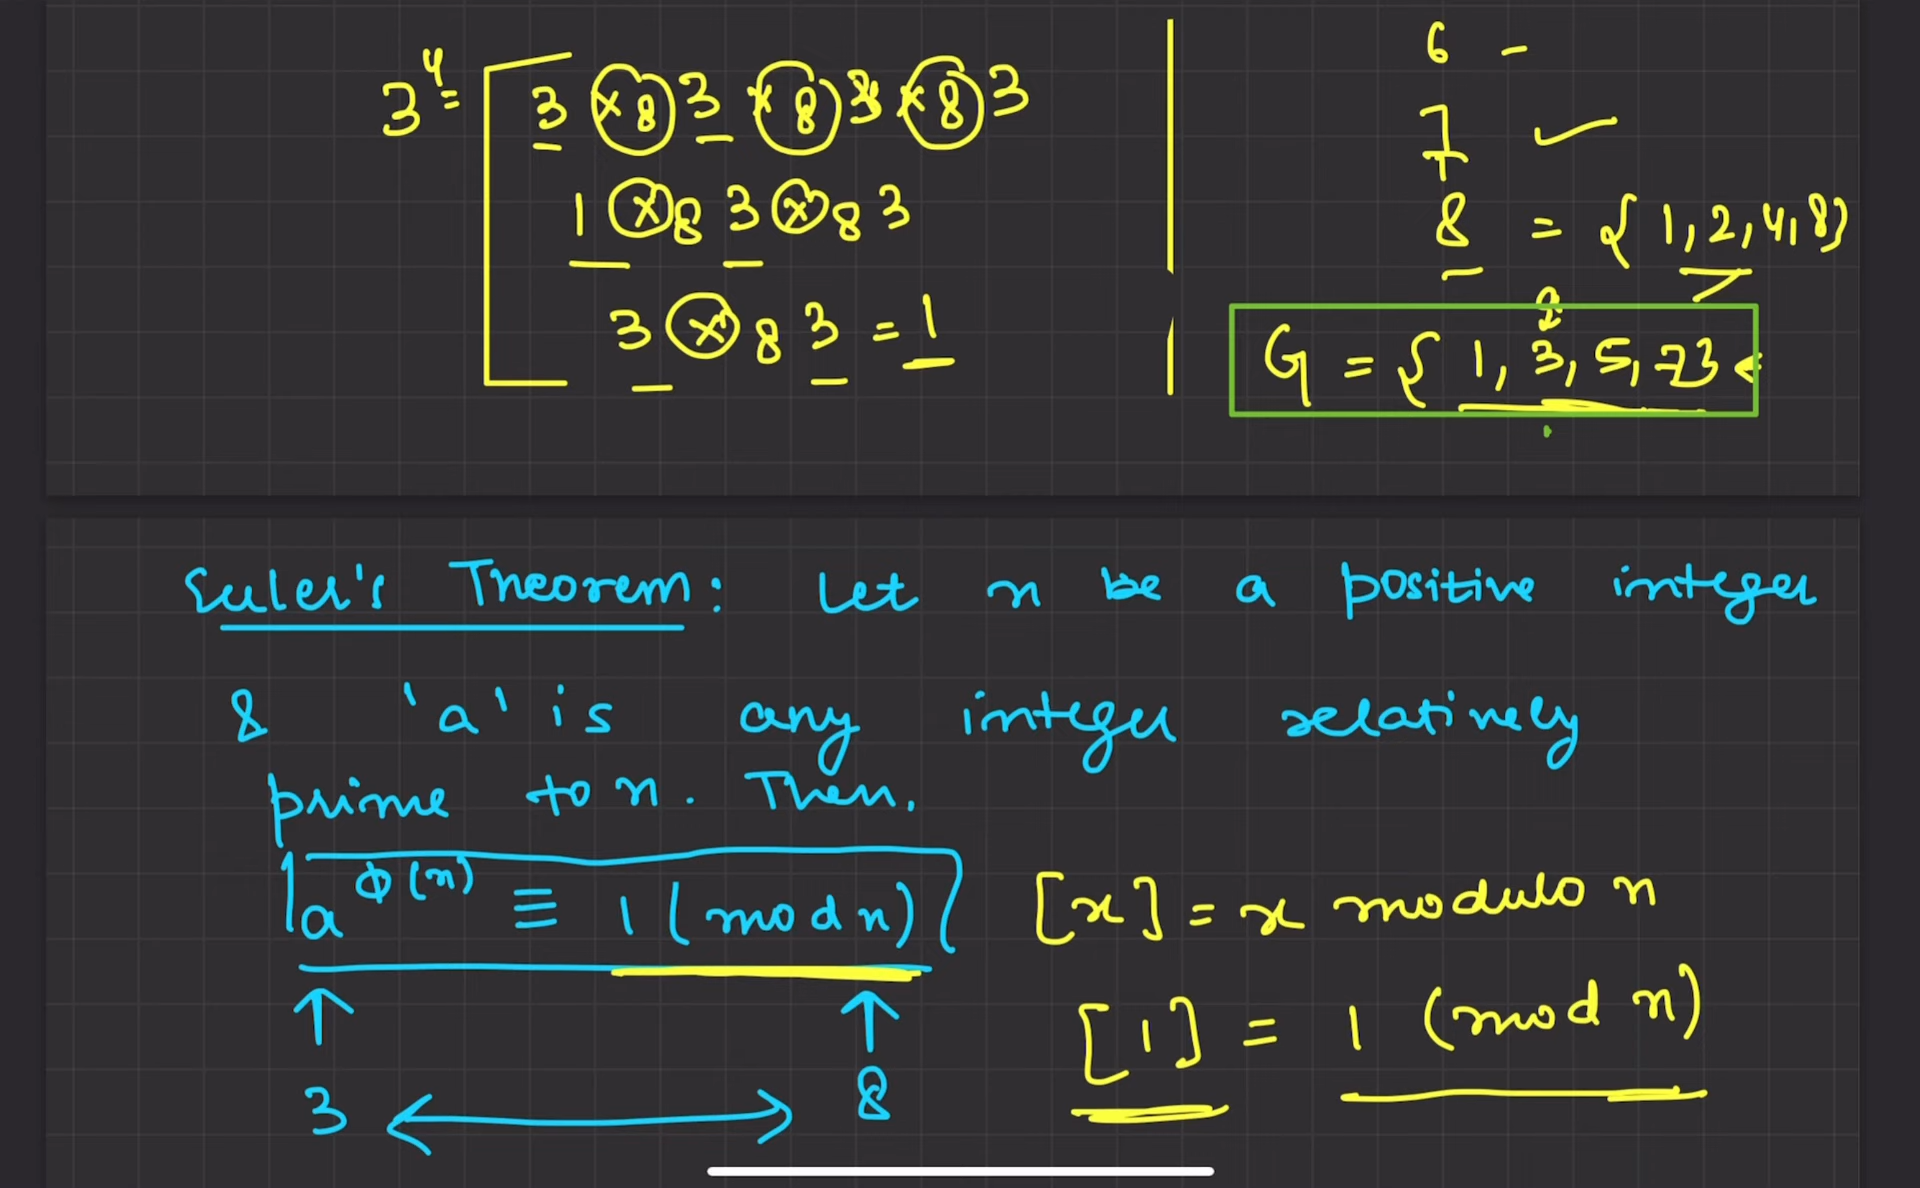 3⁴ = 3 ×8 3 ×8 3 ×8 3
1 ⊗8 3 ⊗8 3
3 ⊗8 3 = 1
6 -
7 ✓
8 = {1,2,4,8}
a
G = {1, 3, 5, 7}
Euler's Theorem: Let n be a positive integer
& 'a' is any integer relatively
prime to n. Then,
a^ϕ(n) ≡ 1 (mod n)
[x] = x modulo n
[1] = 1 (mod n)
↑ ↑
3 ↔ 8